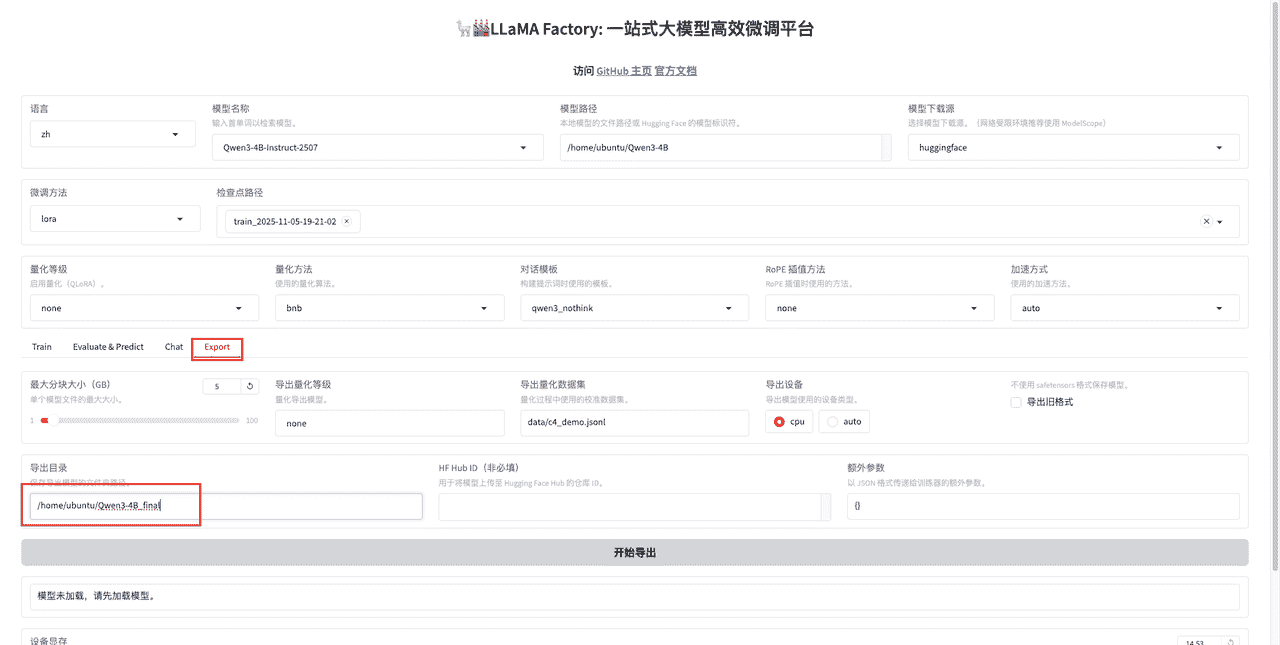 LLaMA Factory: 一站式大模型高效微调平台
访问 GitHub 主页 官方文档
语言
zh
模型名称
输入首单词以检索模型。
Qwen3-4B-Instruct-2507
模型路径
本地模型的文件路径或 Hugging Face 的模型标识符。
/home/ubuntu/Qwen3-4B
模型下载源
选择模型下载源。（网络受限环境推荐使用 ModelScope）
huggingface
微调方法
lora
检查点路径
train_2025-11-05-19-21-02 ×
量化等级
启用量化（QLoRA）。
none
量化方法
使用的量化算法。
bnb
对话模板
构建提示词时使用的模板。
qwen3_nothink
RoPE 插值方法
RoPE 插值时使用的方法。
none
加速方式
使用的加速方法。
auto
Train Evaluate & Predict Chat Export
最大分块大小（GB）
5
单个模型文件的最大大小。
1 100
导出量化等级
量化导出模型。
none
导出量化数据集
量化过程中使用的校准数据集。
data/c4_demo.jsonl
导出设备
导出模型使用的设备类型。
cpu auto
不使用 safetensors 格式保存模型。
导出旧格式
导出目录
保存导出模型的文件夹路径。
/home/ubuntu/Qwen3-4B_final
HF Hub ID（非必填）
用于将模型上传至 Hugging Face Hub 的仓库 ID。
额外参数
以 JSON 格式传递给训练器的额外参数。
{}
开始导出
模型未加载，请先加载模型。
设备显存
14.53